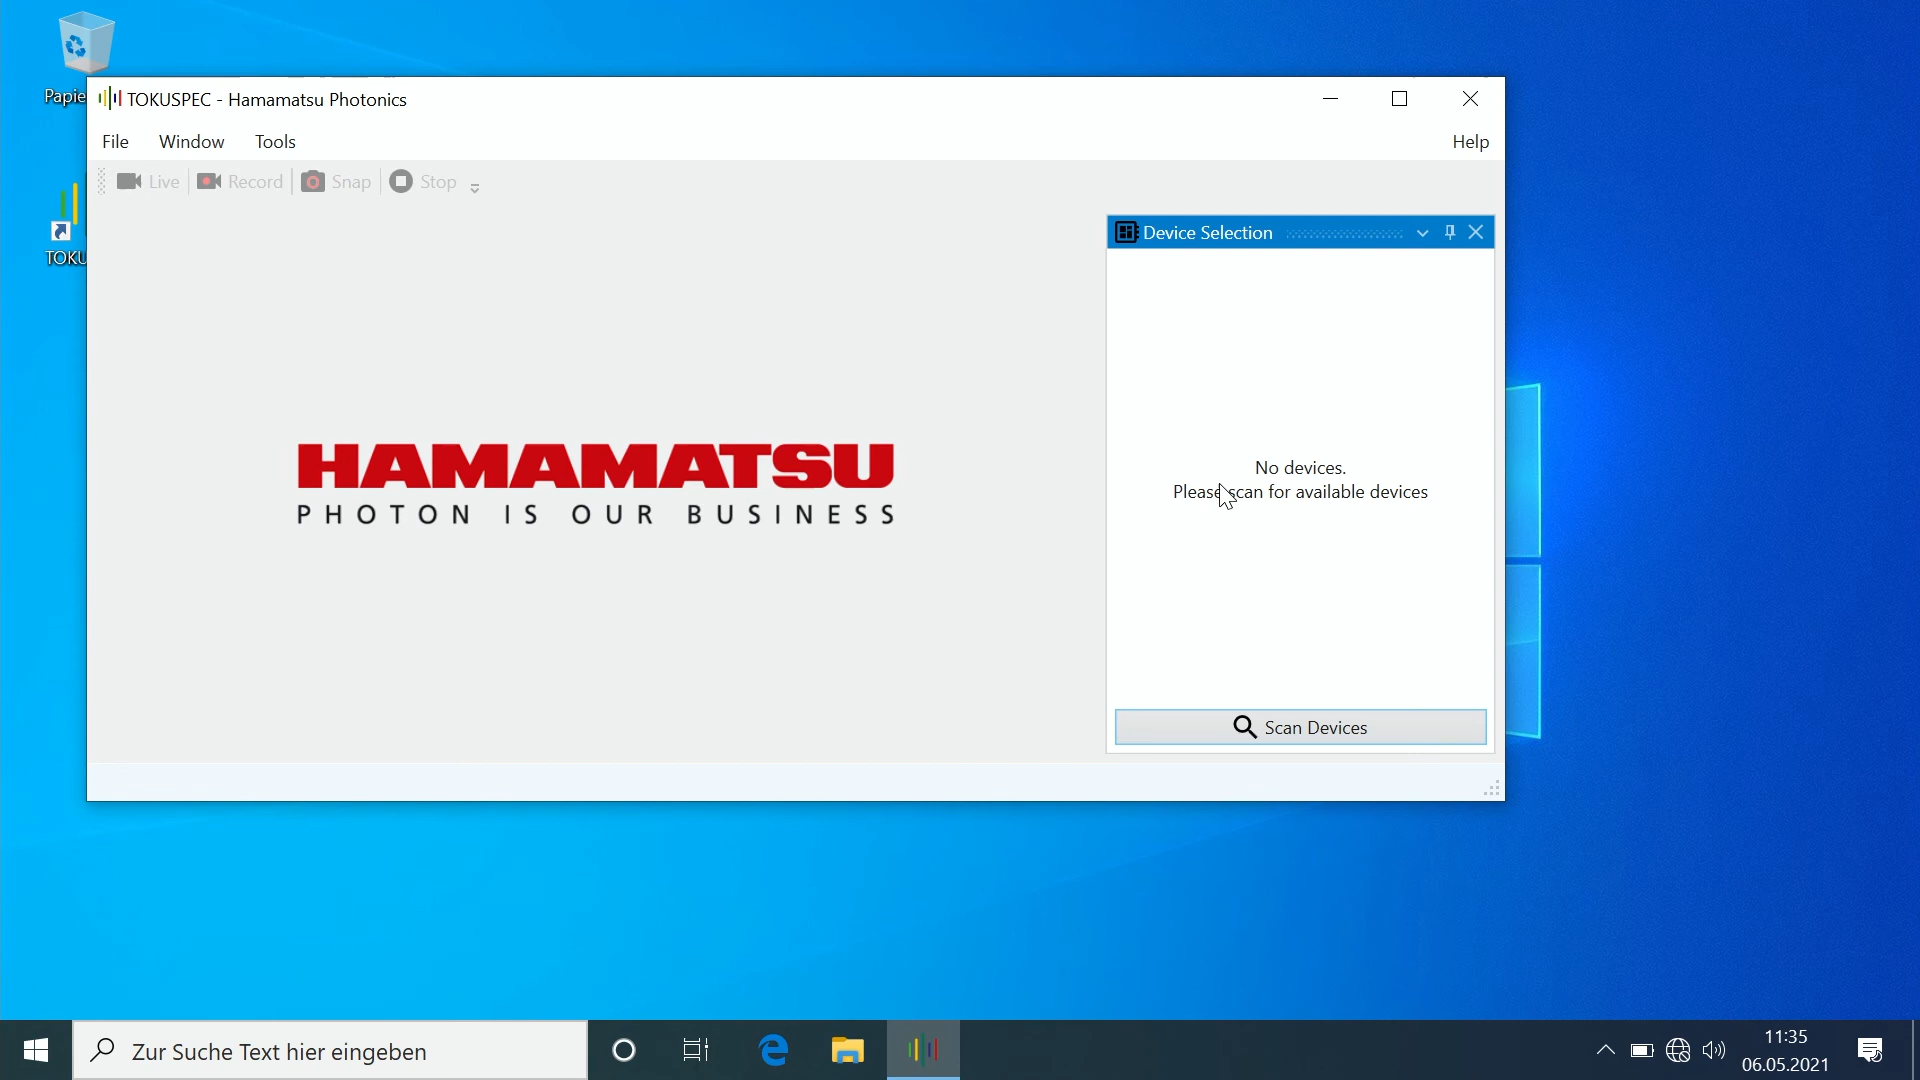 Papie
TOKUSPEC - Hamamatsu Photonics
File Window Tools Help
Live Record Snap Stop
TOKU
Device Selection
HAMAMATSU
PHOTON IS OUR BUSINESS
No devices.
Please scan for available devices
Scan Devices
Zur Suche Text hier eingeben
11:35
06.05.2021